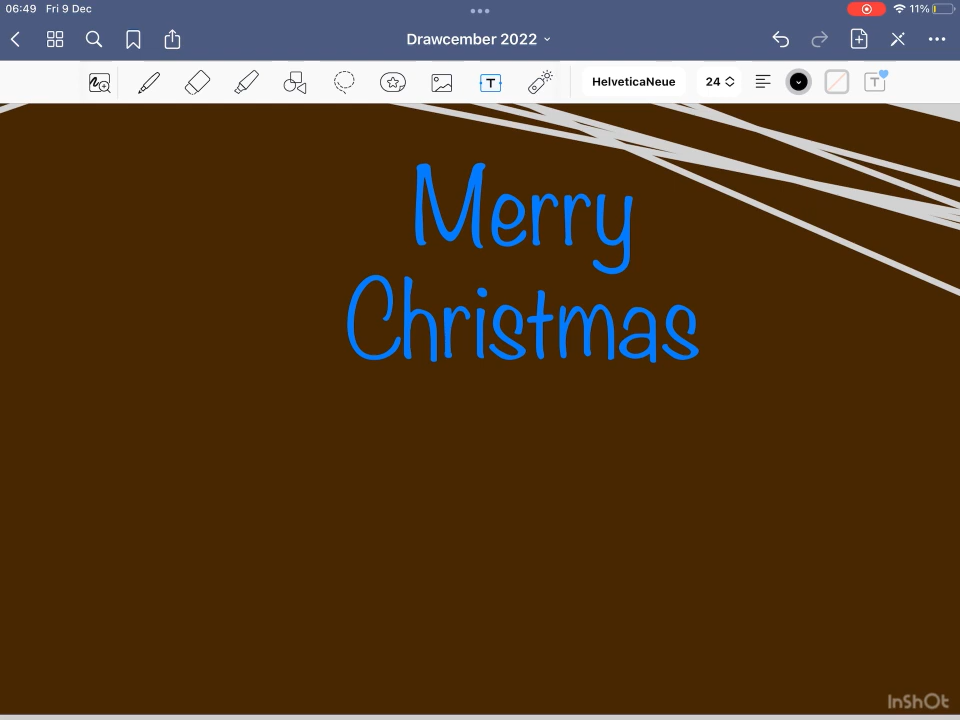 06:49 Fri 9 Dec
11%
Drawcember 2022
T
HelveticaNeue
24
T
Merry
Christmas
InShOt